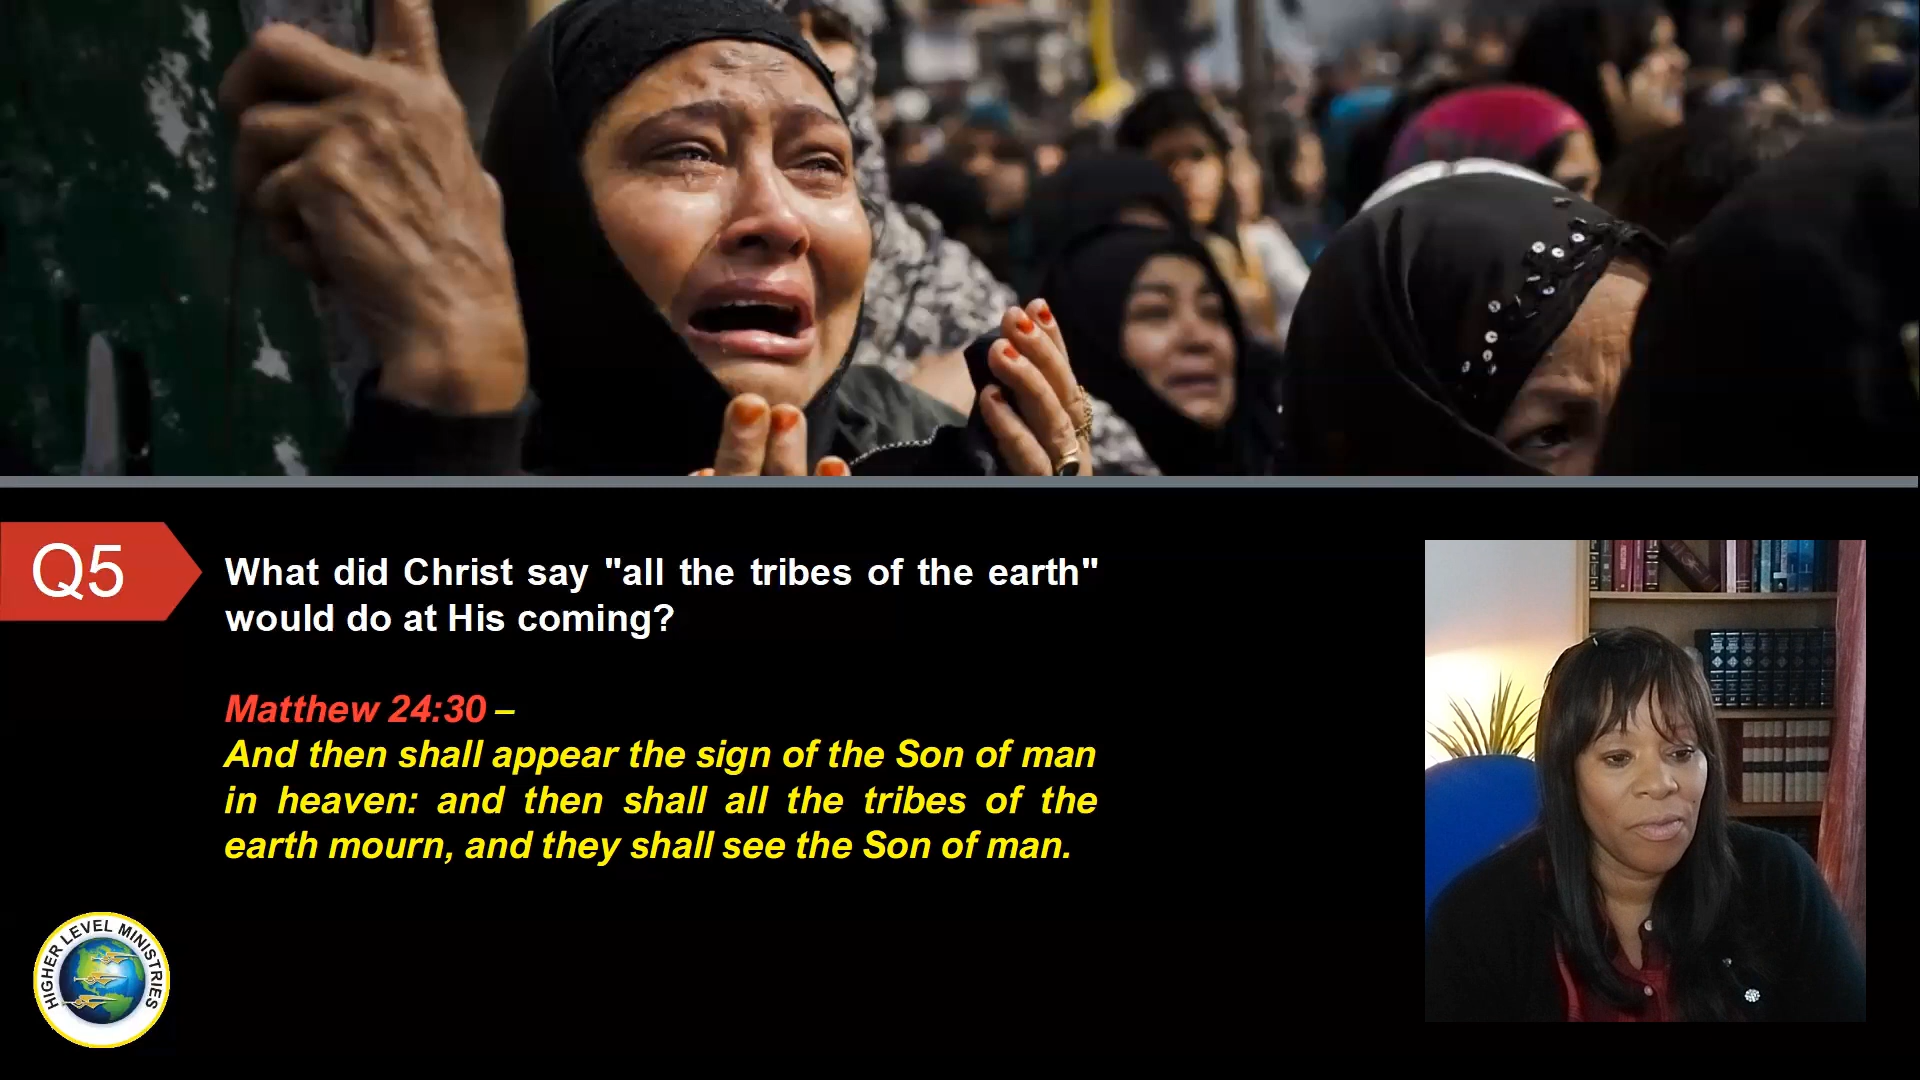 Q5
What did Christ say "all the tribes of the earth"
would do at His coming?
Matthew 24:30 –
And then shall appear the sign of the Son of man
in heaven: and then shall all the tribes of the
earth mourn, and they shall see the Son of man.
HIGHER LEVEL MINISTRIES